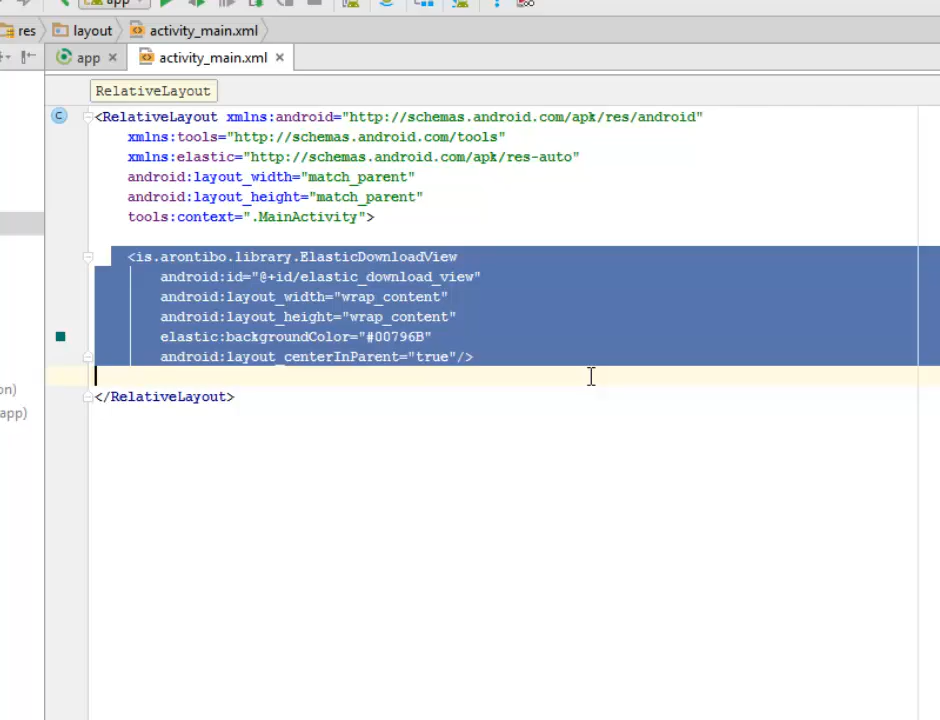 app
res layout activity_main.xml
app activity_main.xml
RelativeLayout
C <RelativeLayout xmlns:android="http://schemas.android.com/apk/res/android"
xmlns:tools="http://schemas.android.com/tools"
xmlns:elastic="http://schemas.android.com/apk/res-auto"
android:layout_width="match_parent"
android:layout_height="match_parent"
tools:context=".MainActivity">
<is.arontibo.library.ElasticDownloadView
android:id="@+id/elastic_download_view"
android:layout_width="wrap_content"
android:layout_height="wrap_content"
elastic:backgroundColor="#00796B"
android:layout_centerInParent="true"/>
on)
</RelativeLayout>
app)